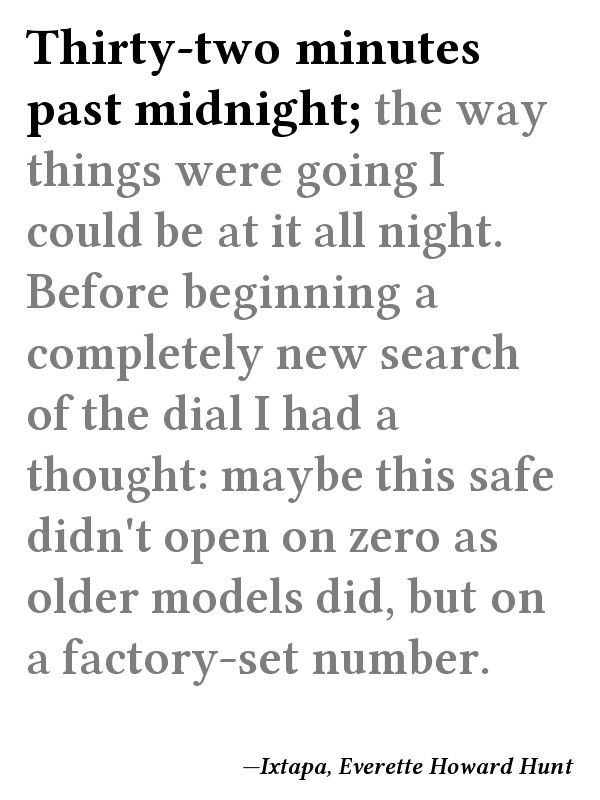 Thirty-two minutes
past midnight; the way
things were going I
could be at it all night.
Before beginning a
completely new search
of the dial I had a
thought: maybe this safe
didn't open on zero as
older models did, but on
a factory-set number.
—Ixtapa, Everette Howard Hunt